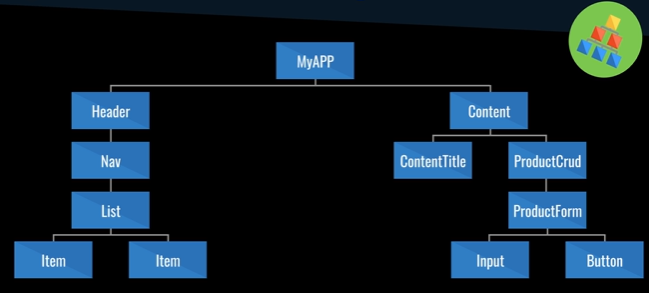 MyAPP
Header
Content
Nav
ContentTitle
ProductCrud
List
ProductForm
Item
Item
Input
Button